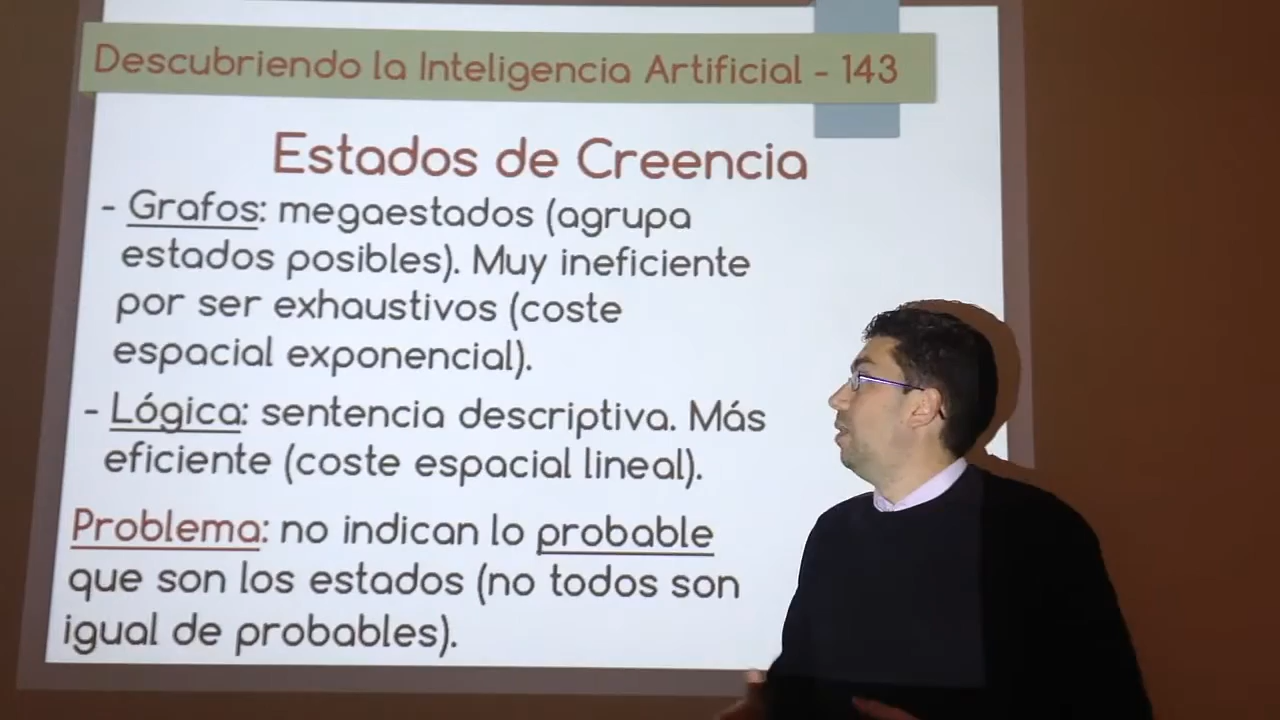 Descubriendo la Inteligencia Artificial - 143
Estados de Creencia
- Grafos: megaestados (agrupa
estados posibles). Muy ineficiente
por ser exhaustivos (coste
espacial exponencial).
- Lógica: sentencia descriptiva. Más
eficiente (coste espacial lineal).
Problema: no indican lo probable
que son los estados (no todos son
igual de probables).